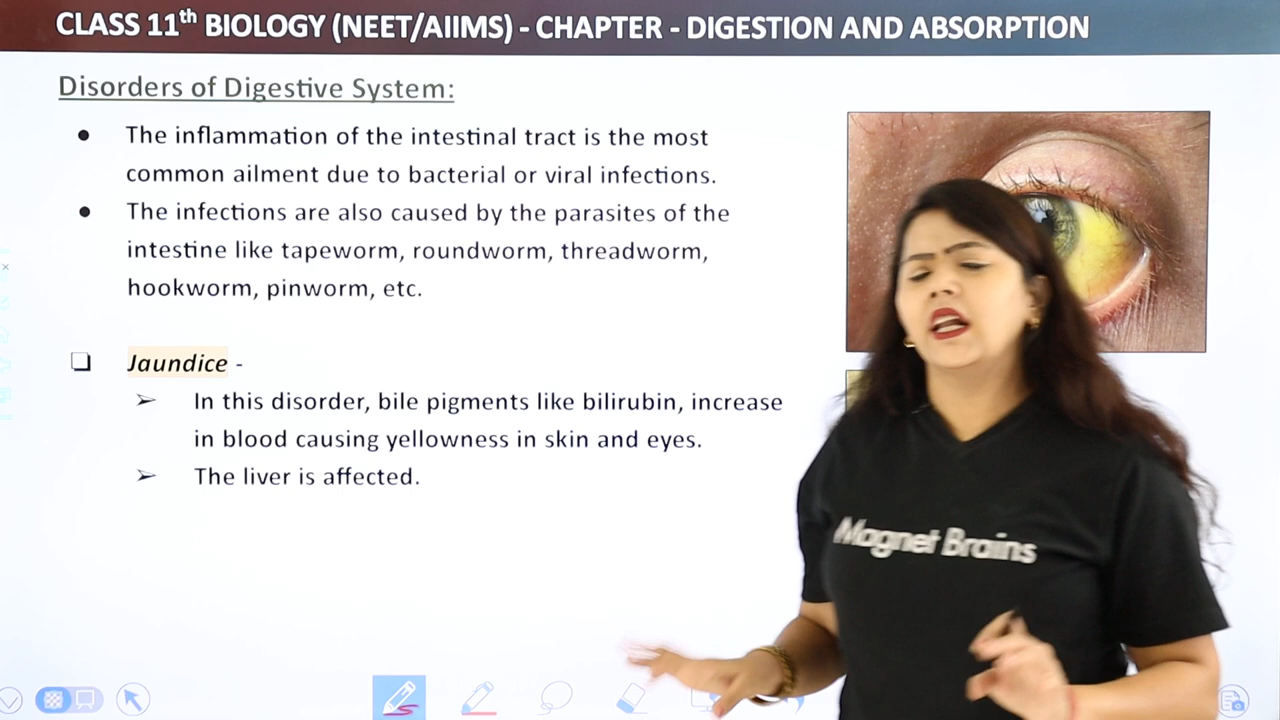 CLASS 11th BIOLOGY (NEET/AIIMS) - CHAPTER - DIGESTION AND ABSORPTION
Disorders of Digestive System:
● The inflammation of the intestinal tract is the most
common ailment due to bacterial or viral infections.
● The infections are also caused by the parasites of the
intestine like tapeworm, roundworm, threadworm,
hookworm, pinworm, etc.
❑ Jaundice -
➢ In this disorder, bile pigments like bilirubin, increase
in blood causing yellowness in skin and eyes.
➢ The liver is affected.
Magnet Brains